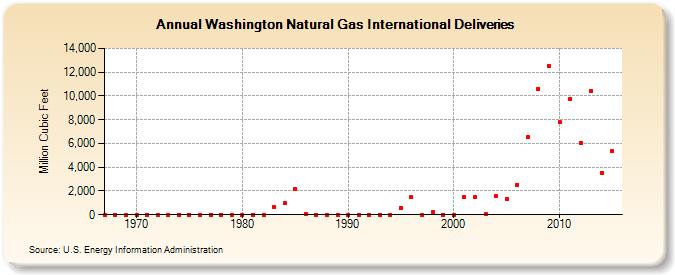 Annual Washington Natural Gas International Deliveries
Million Cubic Feet
14,000
12,000
10,000
8,000
6,000
4,000
2,000
0
1970 1980 1990 2000 2010
Source: U.S. Energy Information Administration